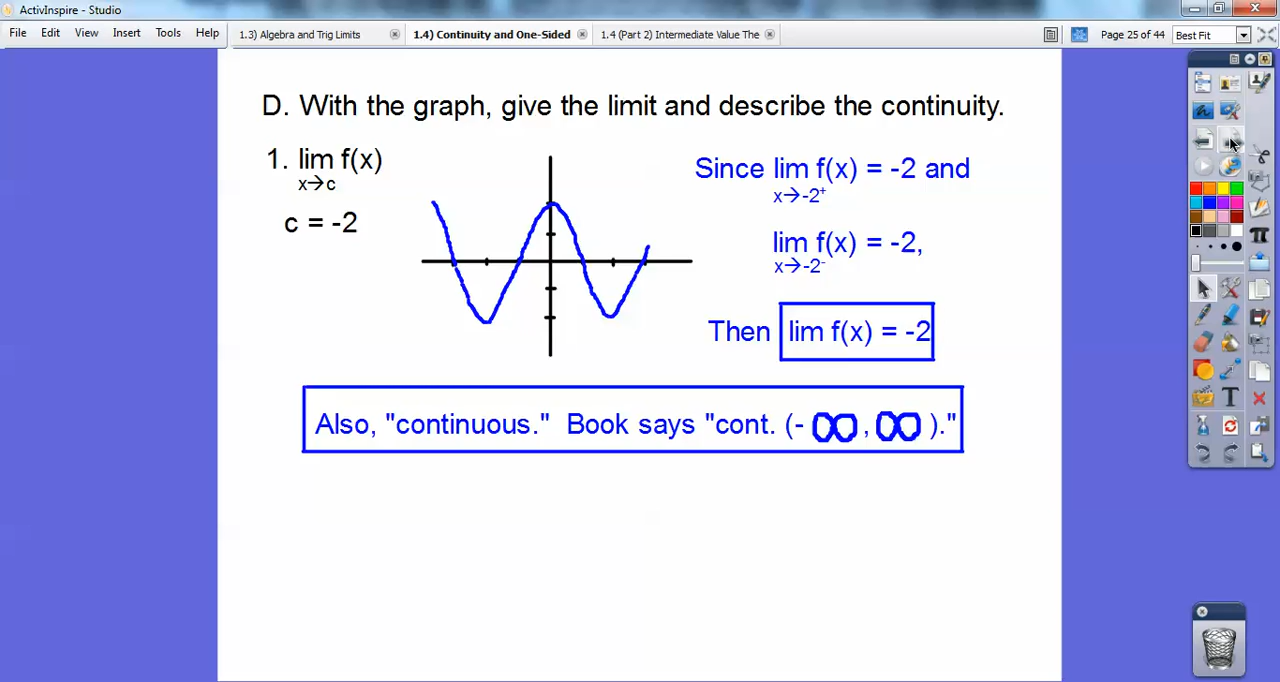 ActivInspire - Studio
File Edit View Insert Tools Help
1.3) Algebra and Trig Limits
1.4) Continuity and One-Sided
1.4 (Part 2) Intermediate Value The
Page 25 of 44
Best Fit
D. With the graph, give the limit and describe the continuity.
1. lim f(x)
x→c
c = -2
Since lim f(x) = -2 and
x→-2⁺
lim f(x) = -2,
x→-2⁻
Then lim f(x) = -2
Also, "continuous." Book says "cont. (-∞,∞)."